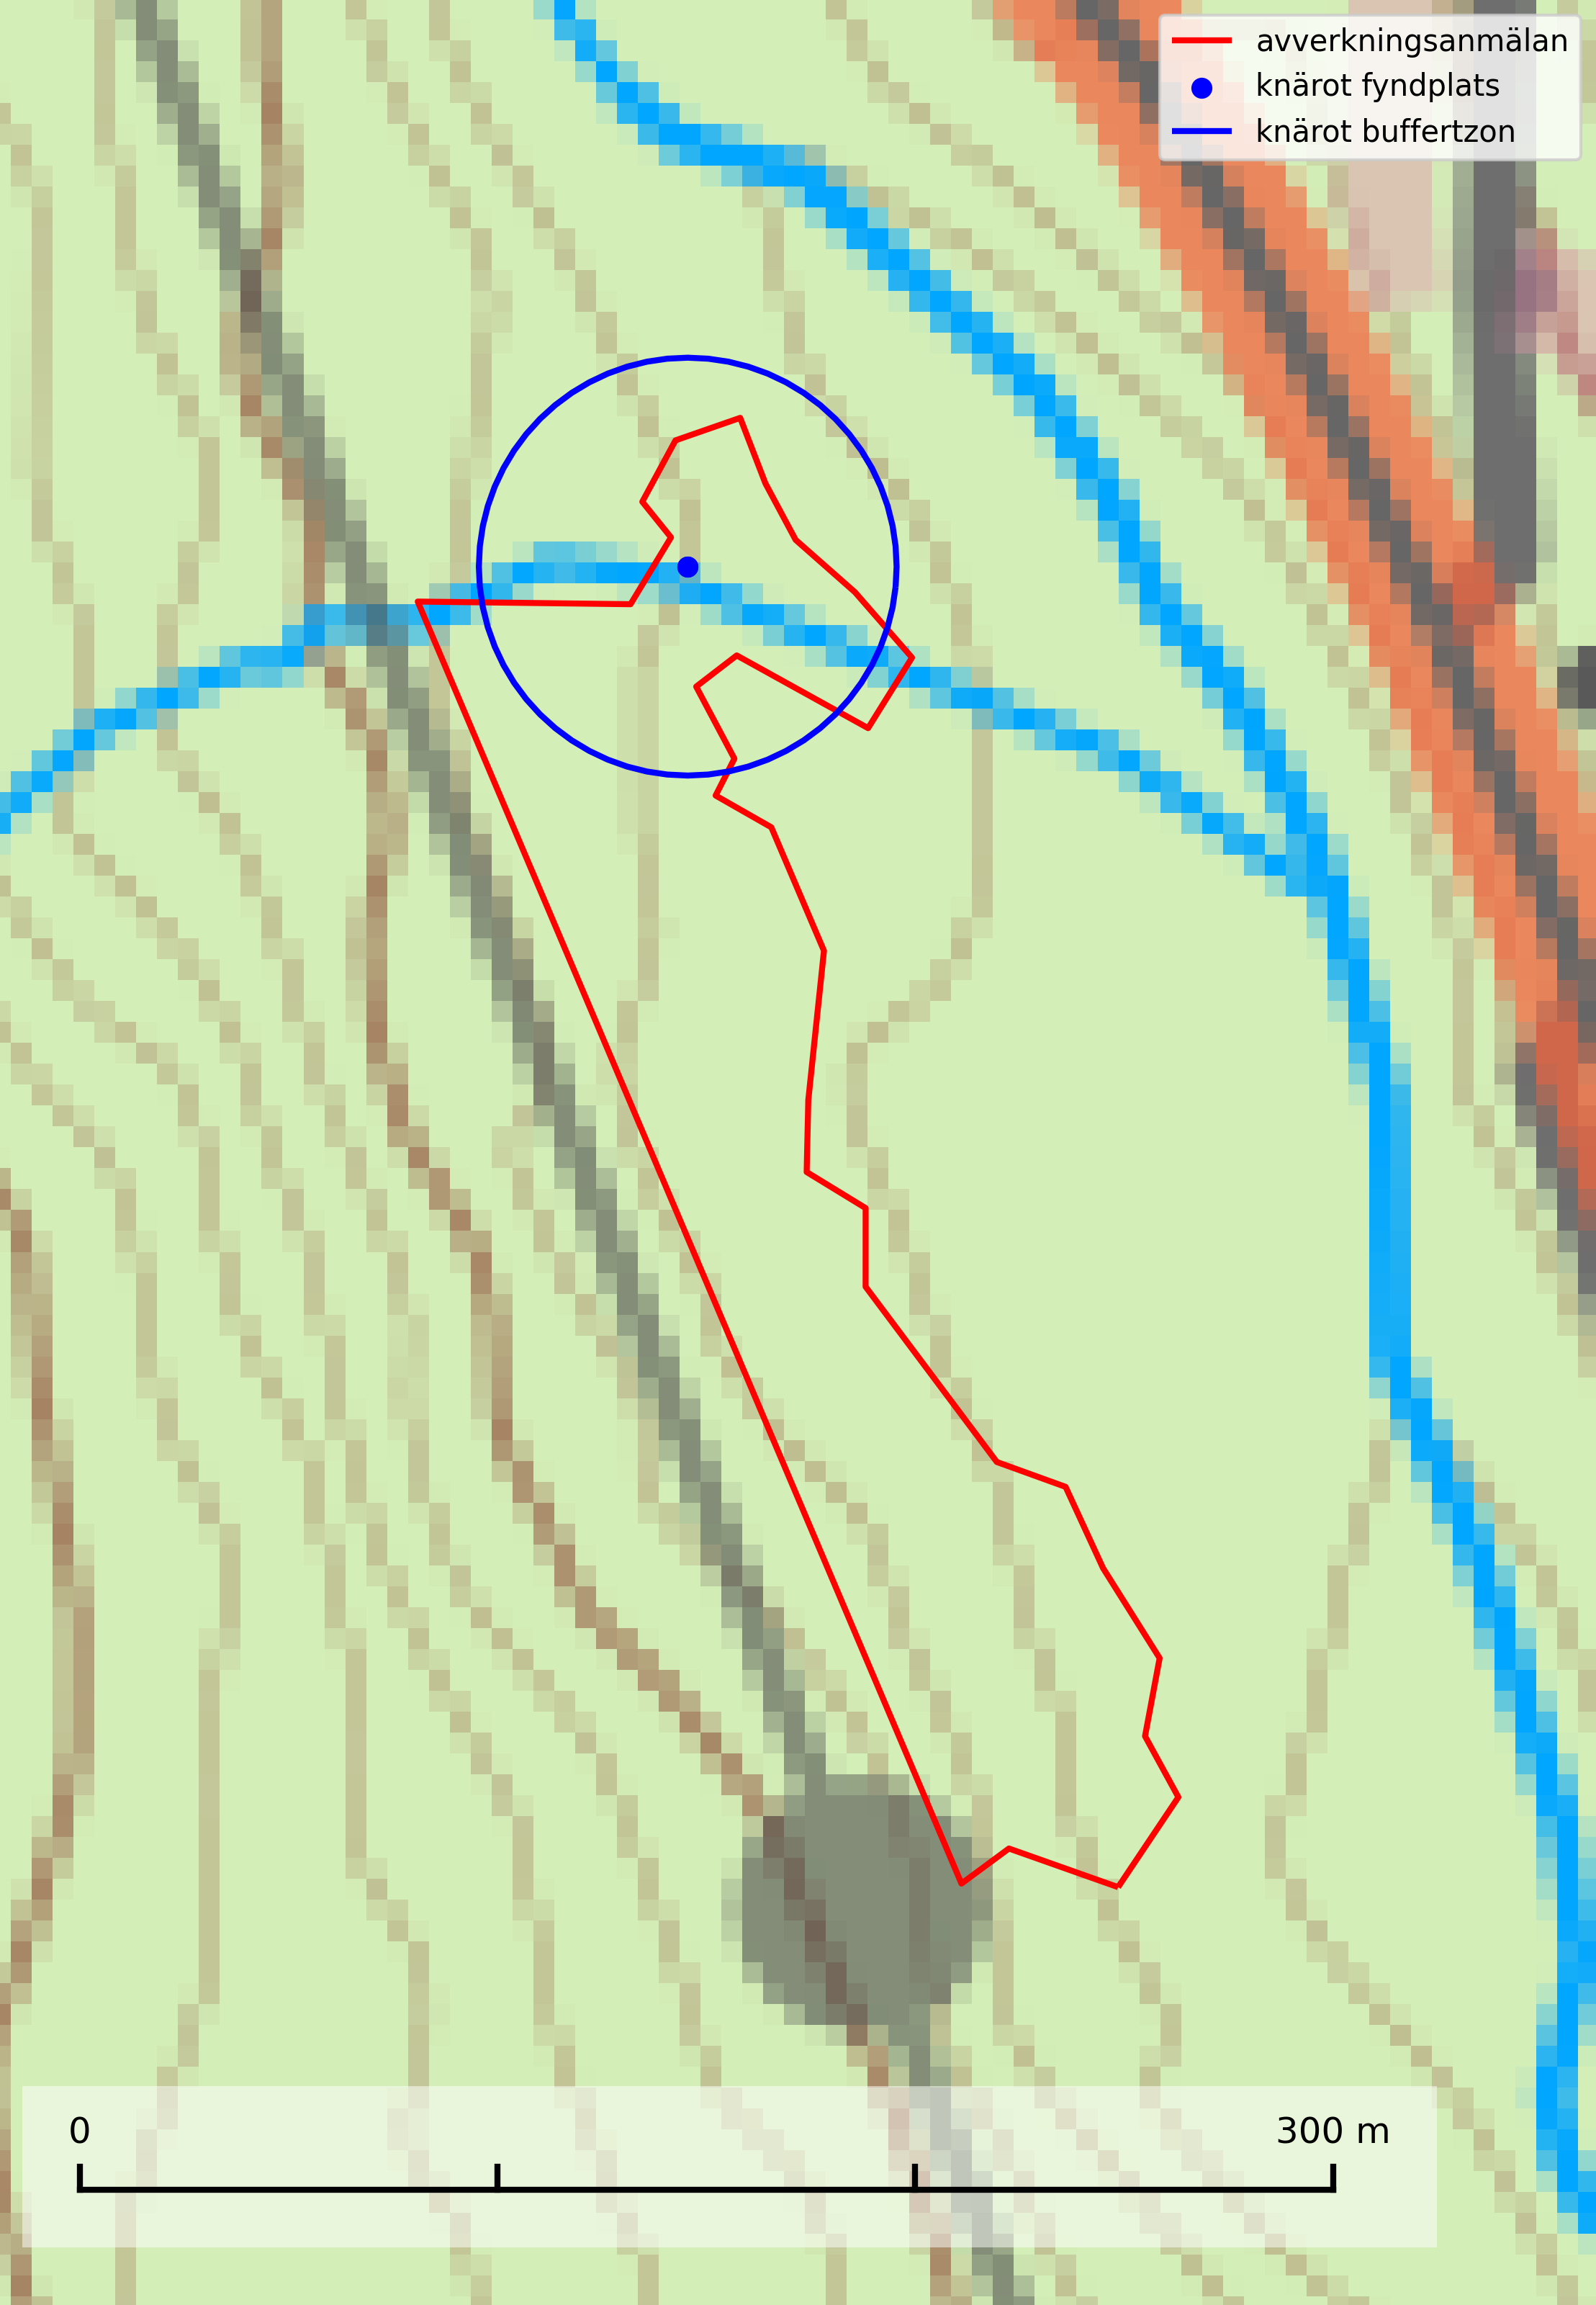 avverkningsanmälan
knärot fyndplats
knärot buffertzon
0
300 m